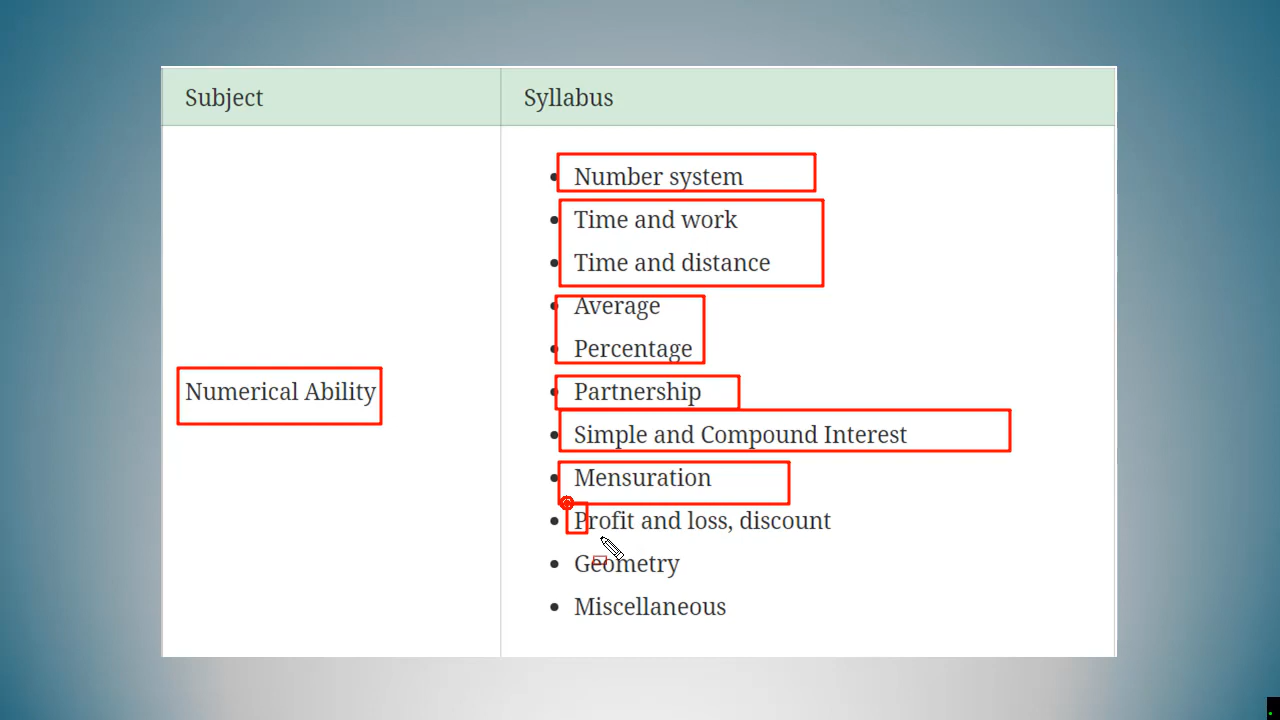 Subject
Syllabus
Number system
Time and work
Time and distance
Average
Percentage
Numerical Ability
Partnership
Simple and Compound Interest
Mensuration
Profit and loss, discount
Geometry
Miscellaneous